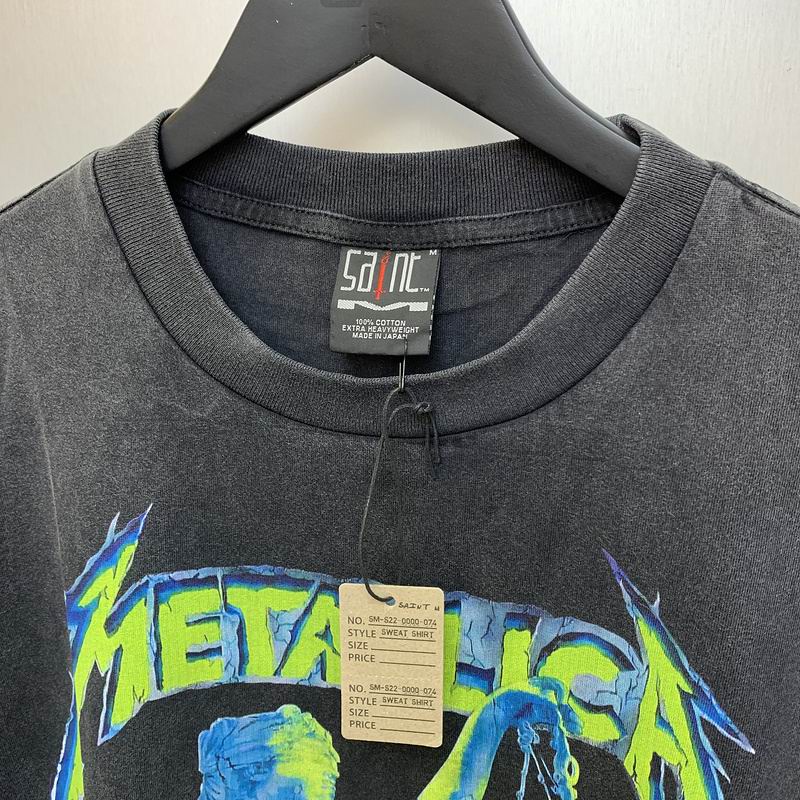 saint M
TM
100% COTTON
EXTRA HEAVYWEIGHT
MADE IN JAPAN
SAINT M
NO. SM-S22-0000-074
STYLE SWEAT SHIRT
SIZE
PRICE
NO. SM-S22-0000-074
STYLE SWEAT SHIRT
SIZE
PRICE
METALLICA